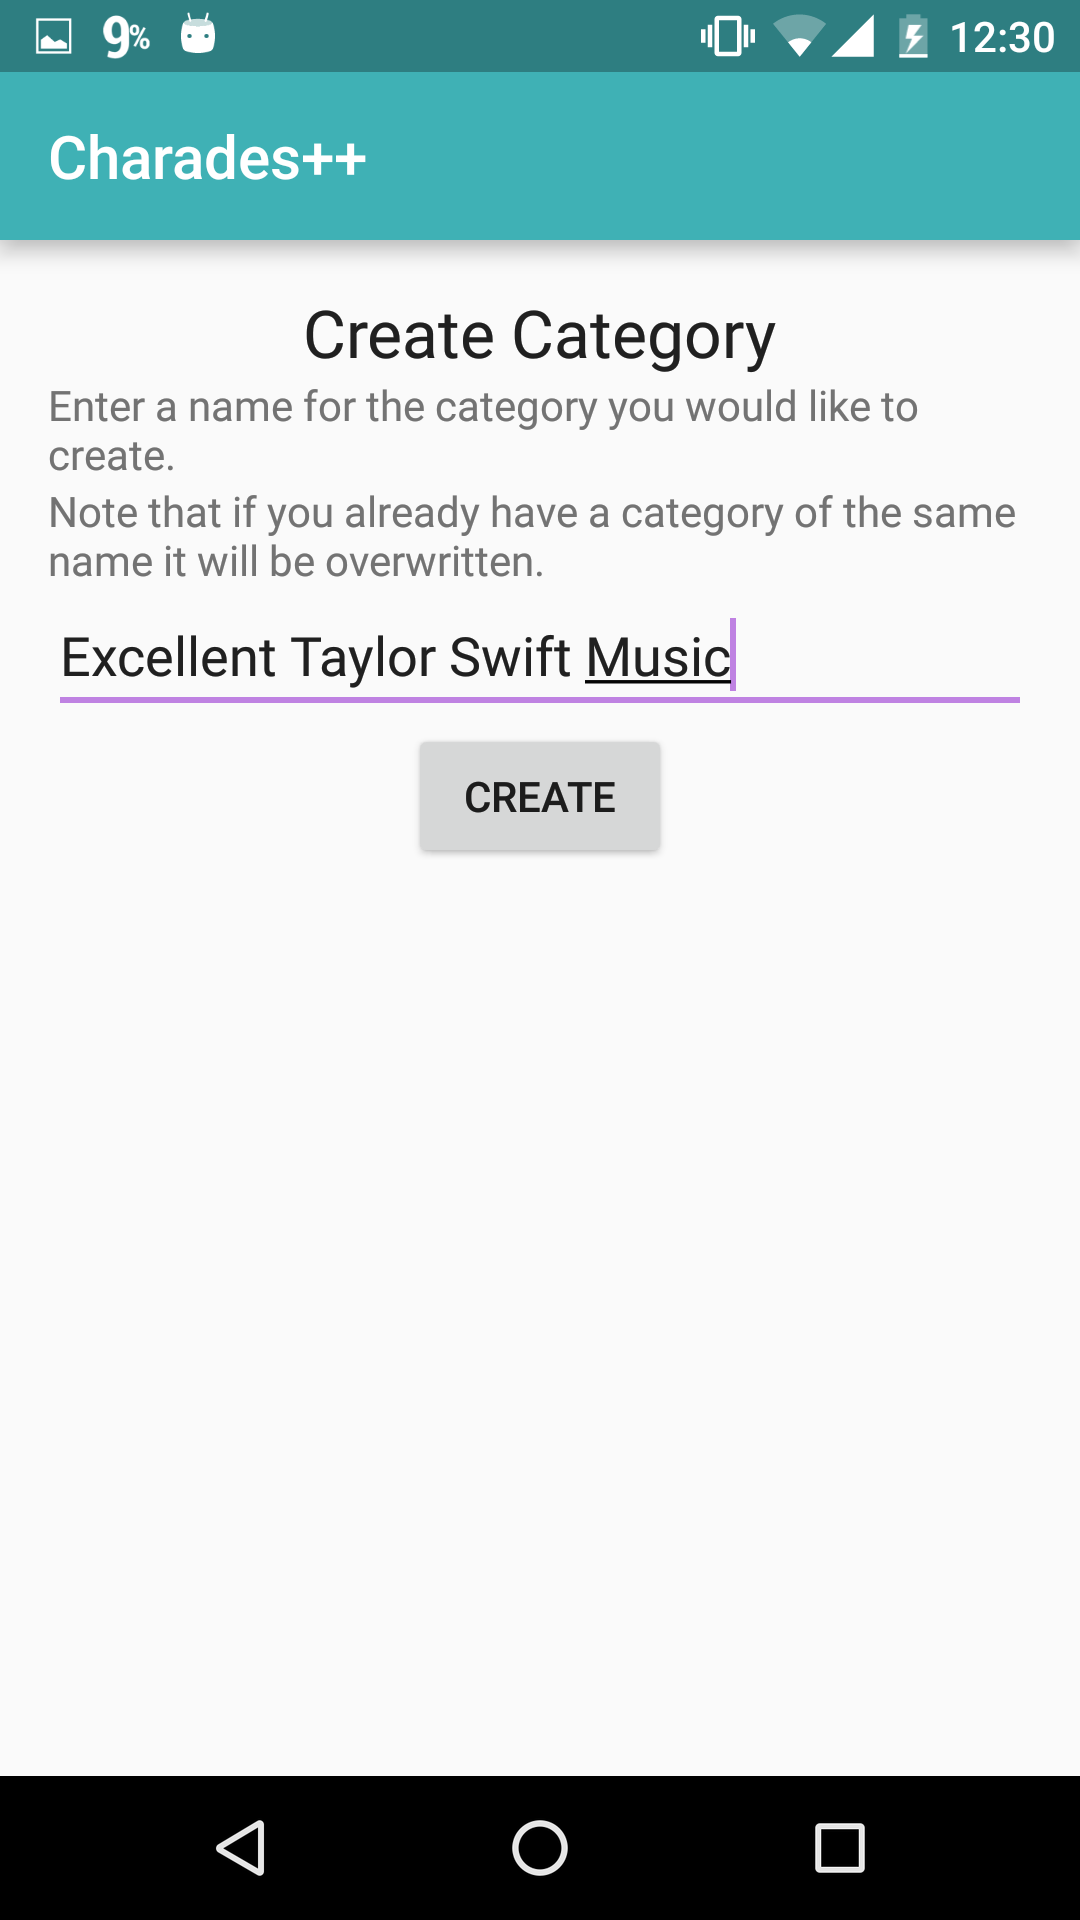 9% 12:30
Charades++
Create Category
Enter a name for the category you would like to
create.
Note that if you already have a category of the same
name it will be overwritten.
Excellent Taylor Swift Music
CREATE